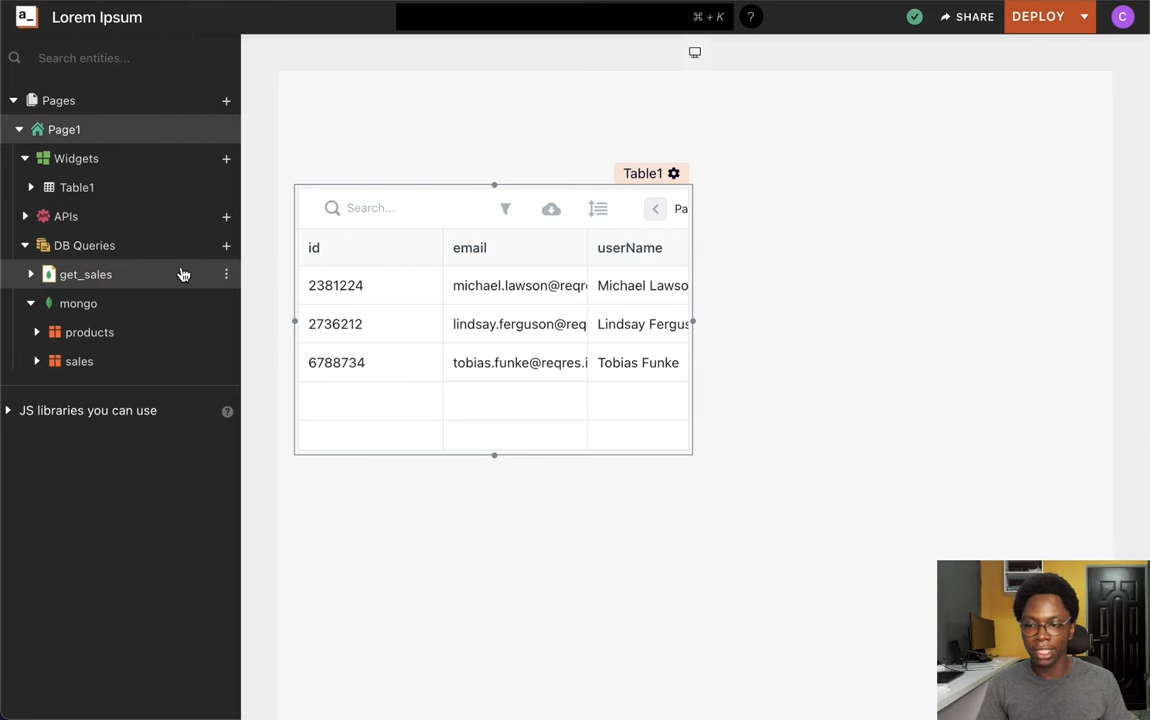 a_ Lorem Ipsum ⌘ + K ? SHARE DEPLOY C
Search entities...
Pages +
Page1
Widgets +
Table1
APIs +
DB Queries +
get_sales
mongo
products
sales
JS libraries you can use ?
Table1
Search... Pa
id email userName
2381224 michael.lawson@reqr Michael Lawso
2736212 lindsay.ferguson@req Lindsay Fergus
6788734 tobias.funke@reqres.i Tobias Funke